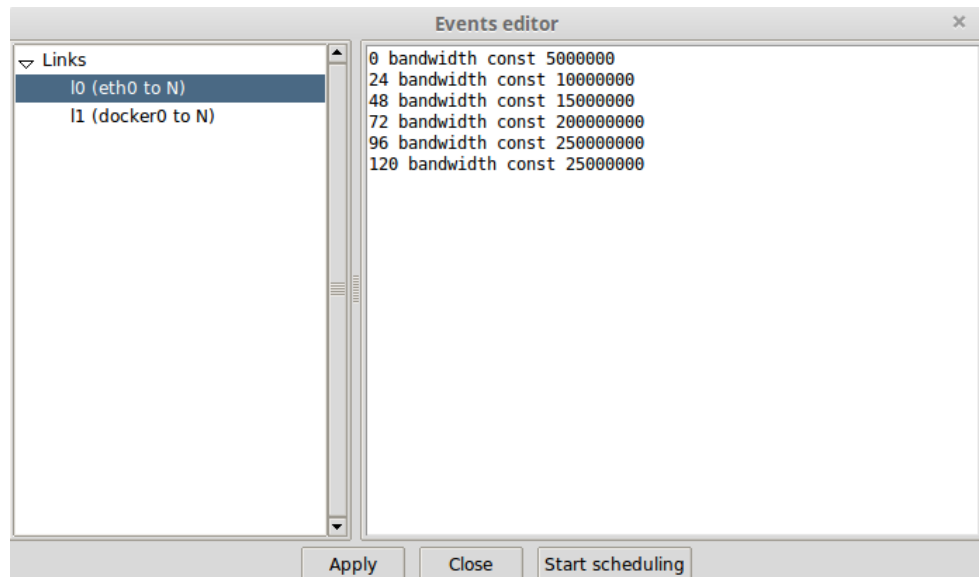 Events editor
Links
l0 (eth0 to N)
l1 (docker0 to N)
0 bandwidth const 5000000
24 bandwidth const 10000000
48 bandwidth const 15000000
72 bandwidth const 200000000
96 bandwidth const 250000000
120 bandwidth const 25000000
Apply
Close
Start scheduling